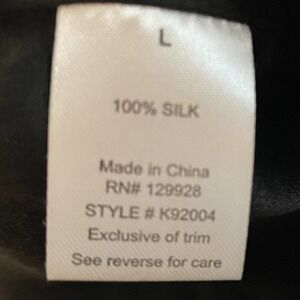 L
100% SILK
Made in China
RN# 129928
STYLE # K92004
Exclusive of trim
See reverse for care